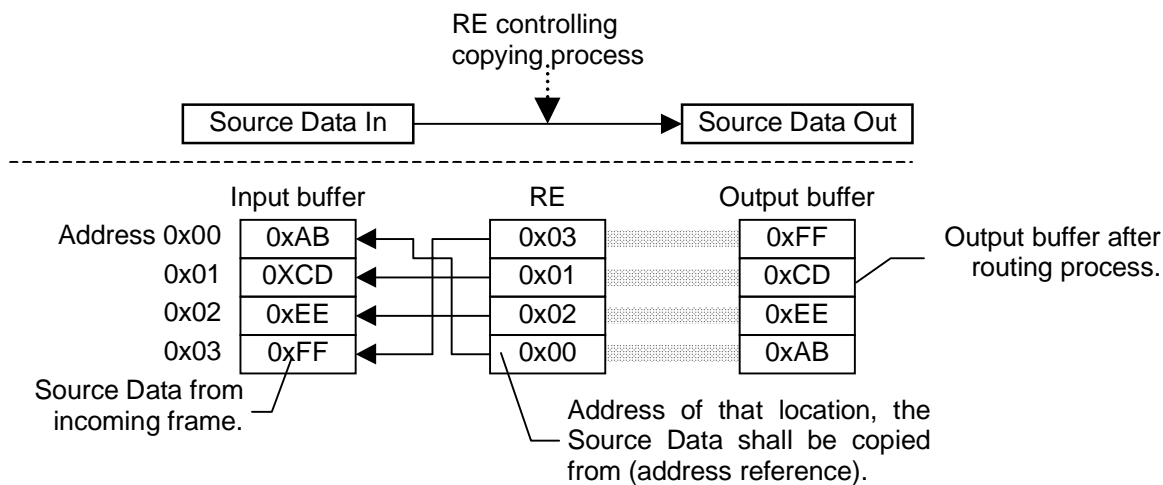 RE controlling
copying process
Source Data In
Source Data Out
Input buffer
RE
Output buffer
Address 0x00
0xAB
0x03
0xFF
0x01
0XCD
0x01
0xCD
0x02
0xEE
0x02
0xEE
0x03
0xFF
0x00
0xAB
Output buffer after
routing process.
Source Data from
incoming frame.
Address of that location, the
Source Data shall be copied
from (address reference).